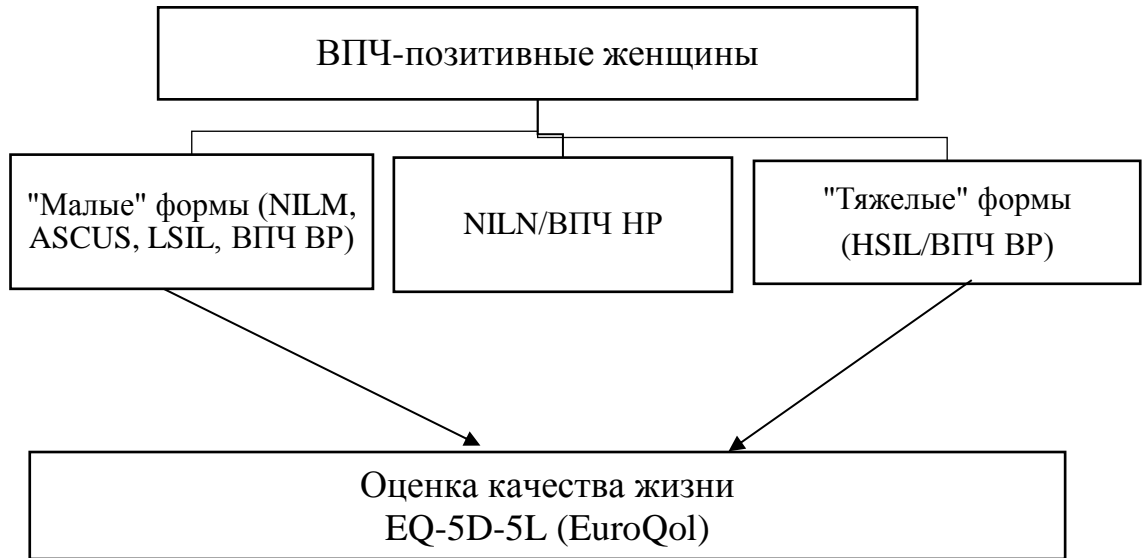 ВПЧ-позитивные женщины
"Малые" формы (NILM,
ASCUS, LSIL, ВПЧ ВР)
NILN/ВПЧ НР
"Тяжелые" формы
(HSIL/ВПЧ ВР)
Оценка качества жизни
EQ-5D-5L (EuroQol)